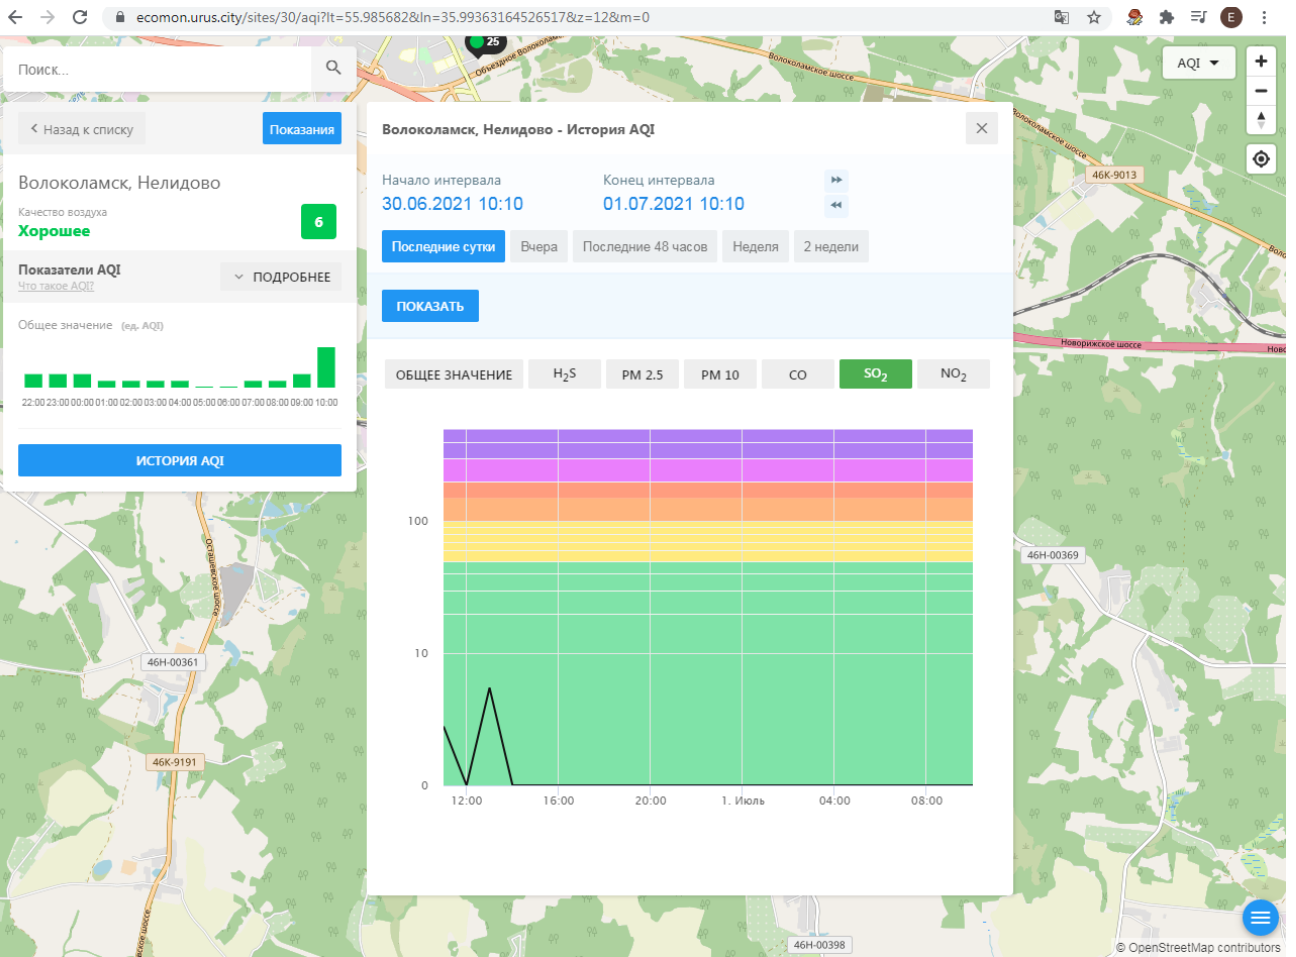 ecomon.urus.city/sites/30/aqi?lt=55.985682&ln=35.99363164526517&z=12&m=0
E
25
Объездное Волоколамское
Волоколамское шоссе
Поиск...
AQI
Назад к списку
Показания
Волоколамск, Нелидово - История AQI
Волоколамское шоссе
46К-9013
Начало интервала
Конец интервала
30.06.2021 10:10
01.07.2021 10:10
Волоколамск, Нелидово
Качество воздуха
Хорошее
6
Последние сутки
Вчера
Последние 48 часов
Неделя
2 недели
Показатели AQI
Что такое AQI?
ПОДРОБНЕЕ
ПОКАЗАТЬ
Общее значение (ед. AQI)
Новорижское шоссе
Ново
ОБЩЕЕ ЗНАЧЕНИЕ
H2S
PM 2.5
PM 10
CO
SO2
NO2
22:00 23:00 00:00 01:00 02:00 03:00 04:00 05:00 06:00 07:00 08:00 09:00 10:00
ИСТОРИЯ AQI
100
10
0
12:00
16:00
20:00
1. Июль
04:00
08:00
Осташевское шоссе
46Н-00361
46К-9191
46Н-00369
46Н-00398
© OpenStreetMap contributors